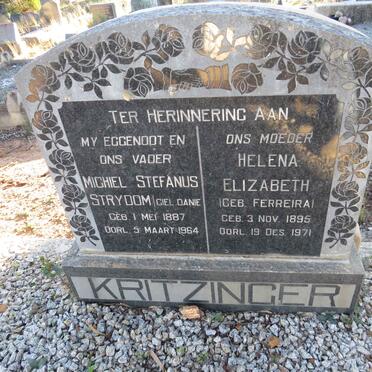 TER HERINNERING AAN
MY EGGENOOT EN
ONS VADER
MICHIEL STEFANUS
STRYDOM (GEL. DANIE
GEB. 1 MEI 1887
OORL. 5 MAART 1964
ONS MOEDER
HELENA
ELIZABETH
(GEB. FERREIRA)
GEB. 3 NOV. 1895
OORL. 19 DES. 1971
KRITZINGER